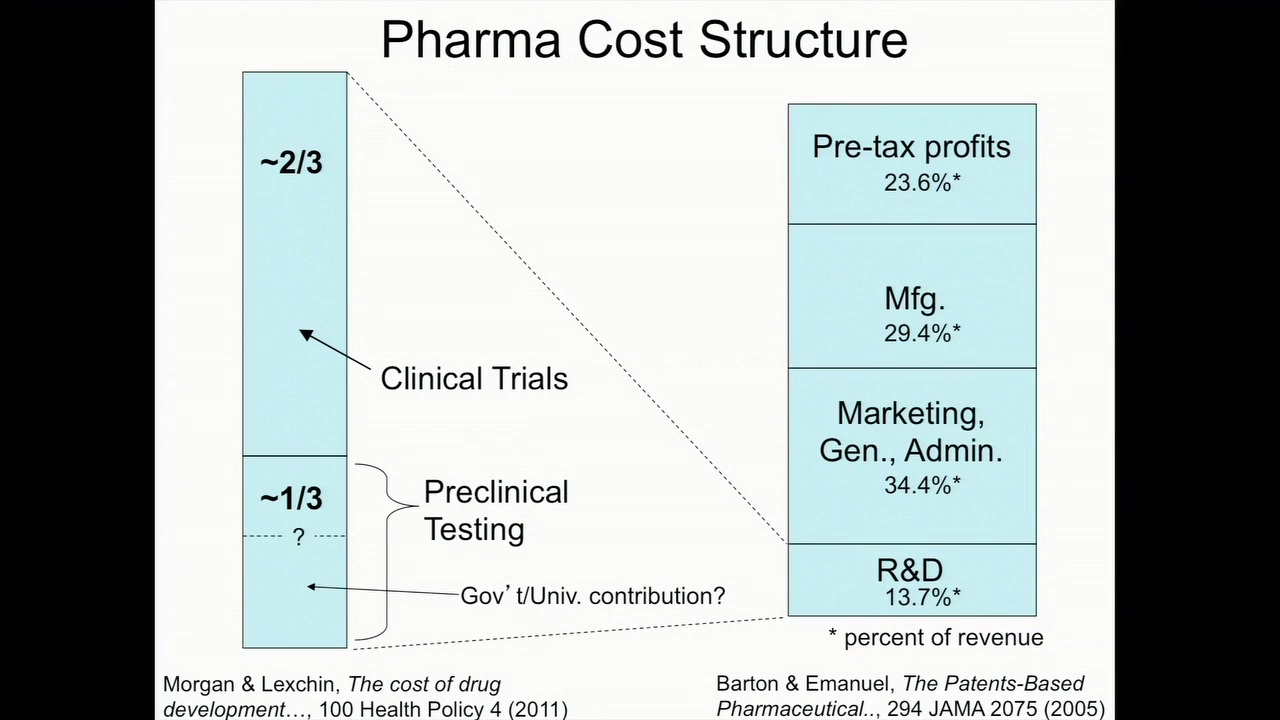 Pharma Cost Structure
~2/3
Clinical Trials
~1/3
?
Preclinical
Testing
Gov’t/Univ. contribution?
Pre-tax profits
23.6%*
Mfg.
29.4%*
Marketing,
Gen., Admin.
34.4%*
R&D
13.7%*
* percent of revenue
Morgan & Lexchin, The cost of drug
development…, 100 Health Policy 4 (2011)
Barton & Emanuel, The Patents-Based
Pharmaceutical.., 294 JAMA 2075 (2005)